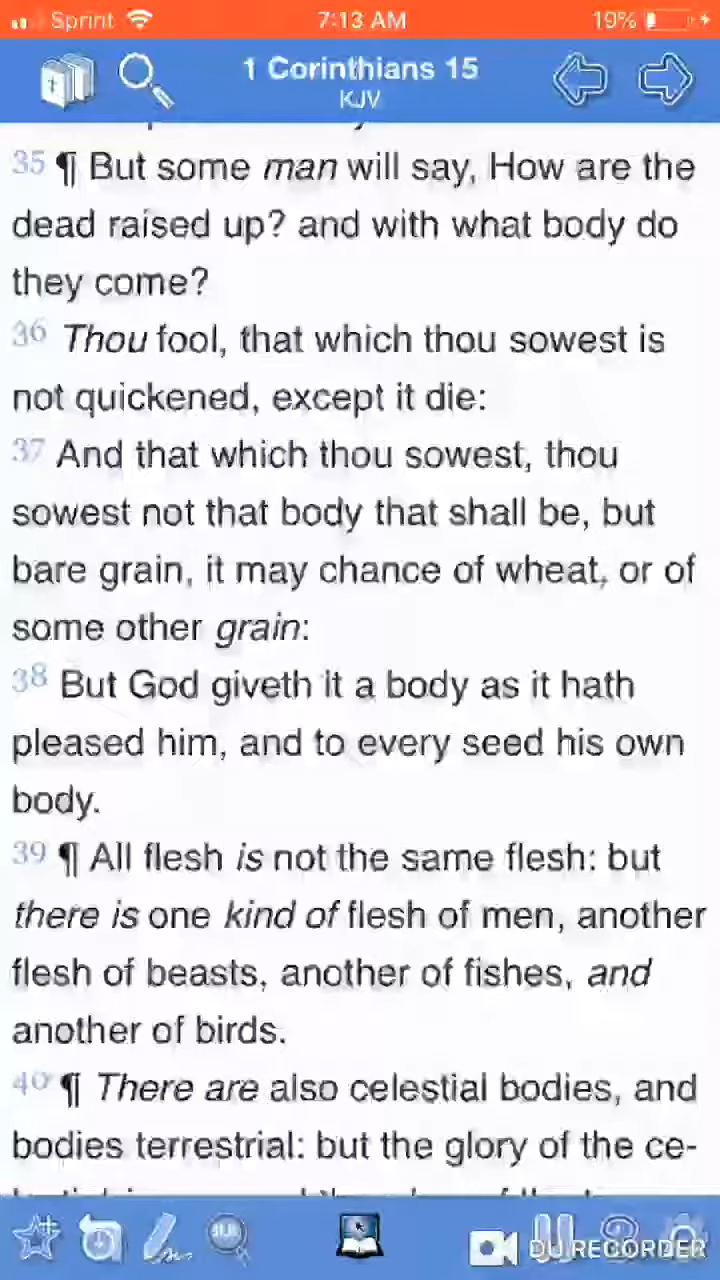 Sprint 7:13 AM 19%
1 Corinthians 15
KJV
35 ¶ But some man will say, How are the
dead raised up? and with what body do
they come?
36 Thou fool, that which thou sowest is
not quickened, except it die:
37 And that which thou sowest, thou
sowest not that body that shall be, but
bare grain, it may chance of wheat, or of
some other grain:
38 But God giveth it a body as it hath
pleased him, and to every seed his own
body.
39 ¶ All flesh is not the same flesh: but
there is one kind of flesh of men, another
flesh of beasts, another of fishes, and
another of birds.
40 ¶ There are also celestial bodies, and
bodies terrestrial: but the glory of the ce-
DU RECORDER